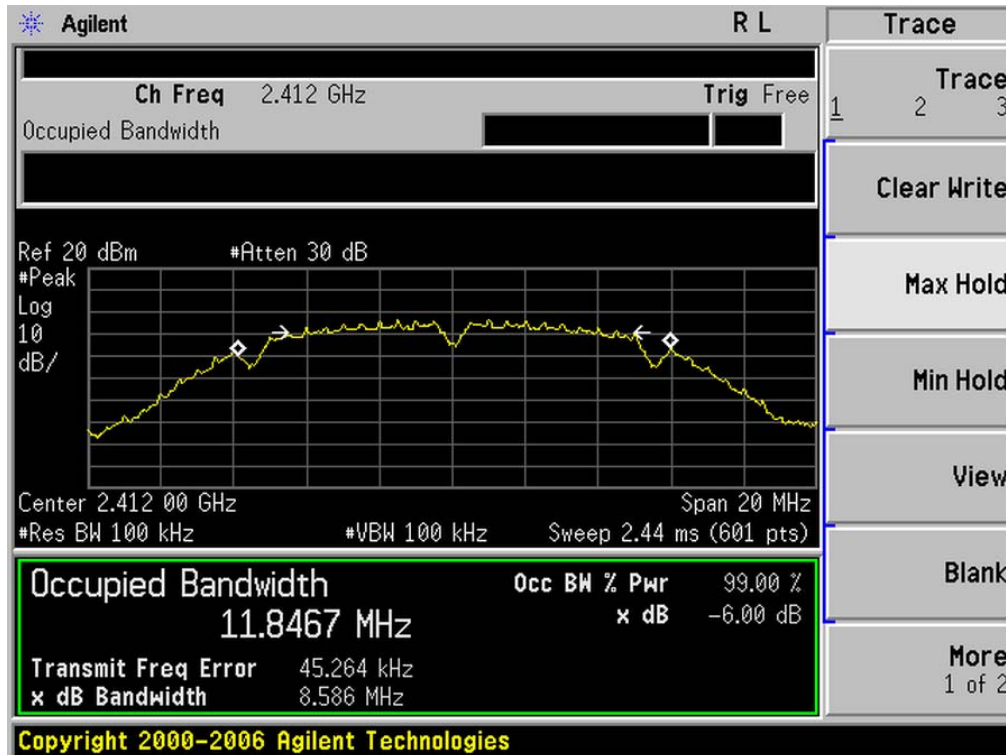 Agilent R L Trace
Ch Freq 2.412 GHz Trig Free
Occupied Bandwidth
Trace
1 2 3
Clear Write
Max Hold
Min Hold
View
Blank
More
1 of 2
Ref 20 dBm #Atten 30 dB
#Peak
Log
10
dB/
Center 2.412 00 GHz Span 20 MHz
#Res BW 100 kHz #VBW 100 kHz Sweep 2.44 ms (601 pts)
Occupied Bandwidth Occ BW % Pwr 99.00 %
11.8467 MHz x dB -6.00 dB
Transmit Freq Error 45.264 kHz
x dB Bandwidth 8.586 MHz
Copyright 2000-2006 Agilent Technologies